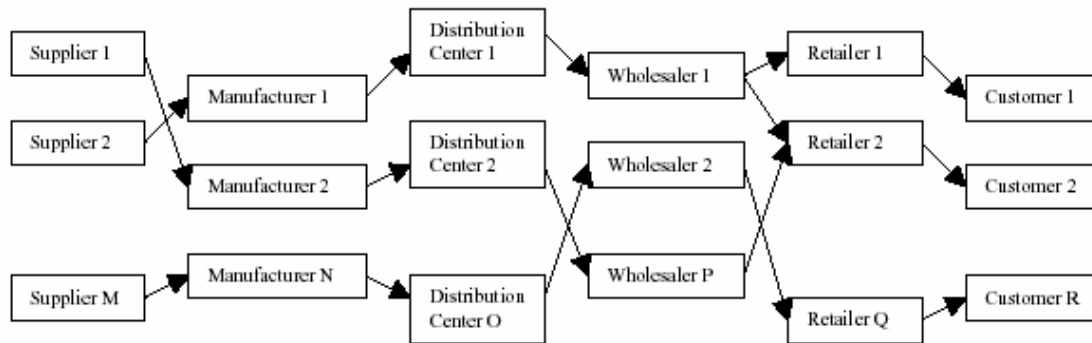 Supplier 1
Supplier 2
Supplier M
Manufacturer 1
Manufacturer 2
Manufacturer N
Distribution
Center 1
Distribution
Center 2
Distribution
Center O
Wholesaler 1
Wholesaler 2
Wholesaler P
Retailer 1
Retailer 2
Retailer Q
Customer 1
Customer 2
Customer R